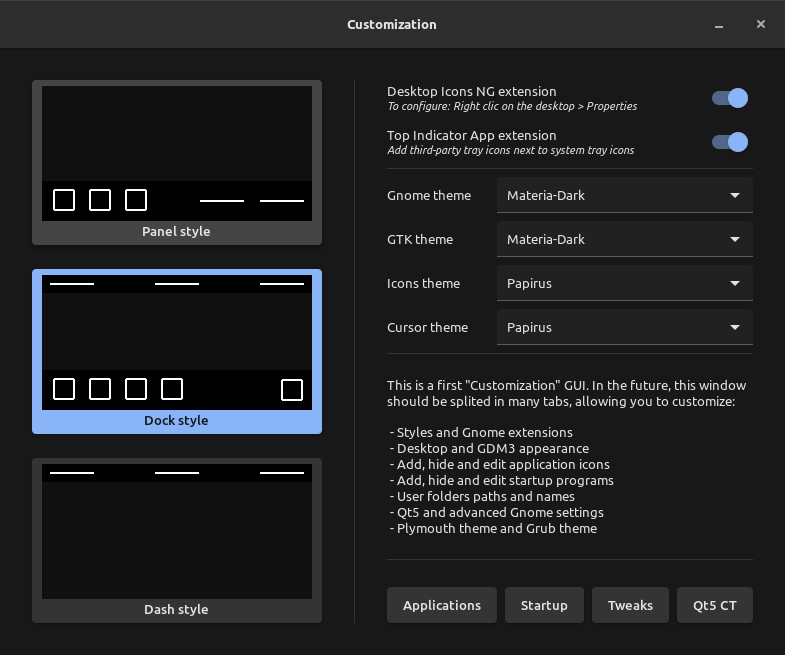 Customization
Panel style
Dock style
Dash style
Desktop Icons NG extension
To configure: Right clic on the desktop > Properties
Top Indicator App extension
Add third-party tray icons next to system tray icons
Gnome theme Materia-Dark
GTK theme Materia-Dark
Icons theme Papirus
Cursor theme Papirus
This is a first "Customization" GUI. In the future, this window
should be splited in many tabs, allowing you to customize:
- Styles and Gnome extensions
- Desktop and GDM3 appearance
- Add, hide and edit application icons
- Add, hide and edit startup programs
- User folders paths and names
- Qt5 and advanced Gnome settings
- Plymouth theme and Grub theme
Applications Startup Tweaks Qt5 CT